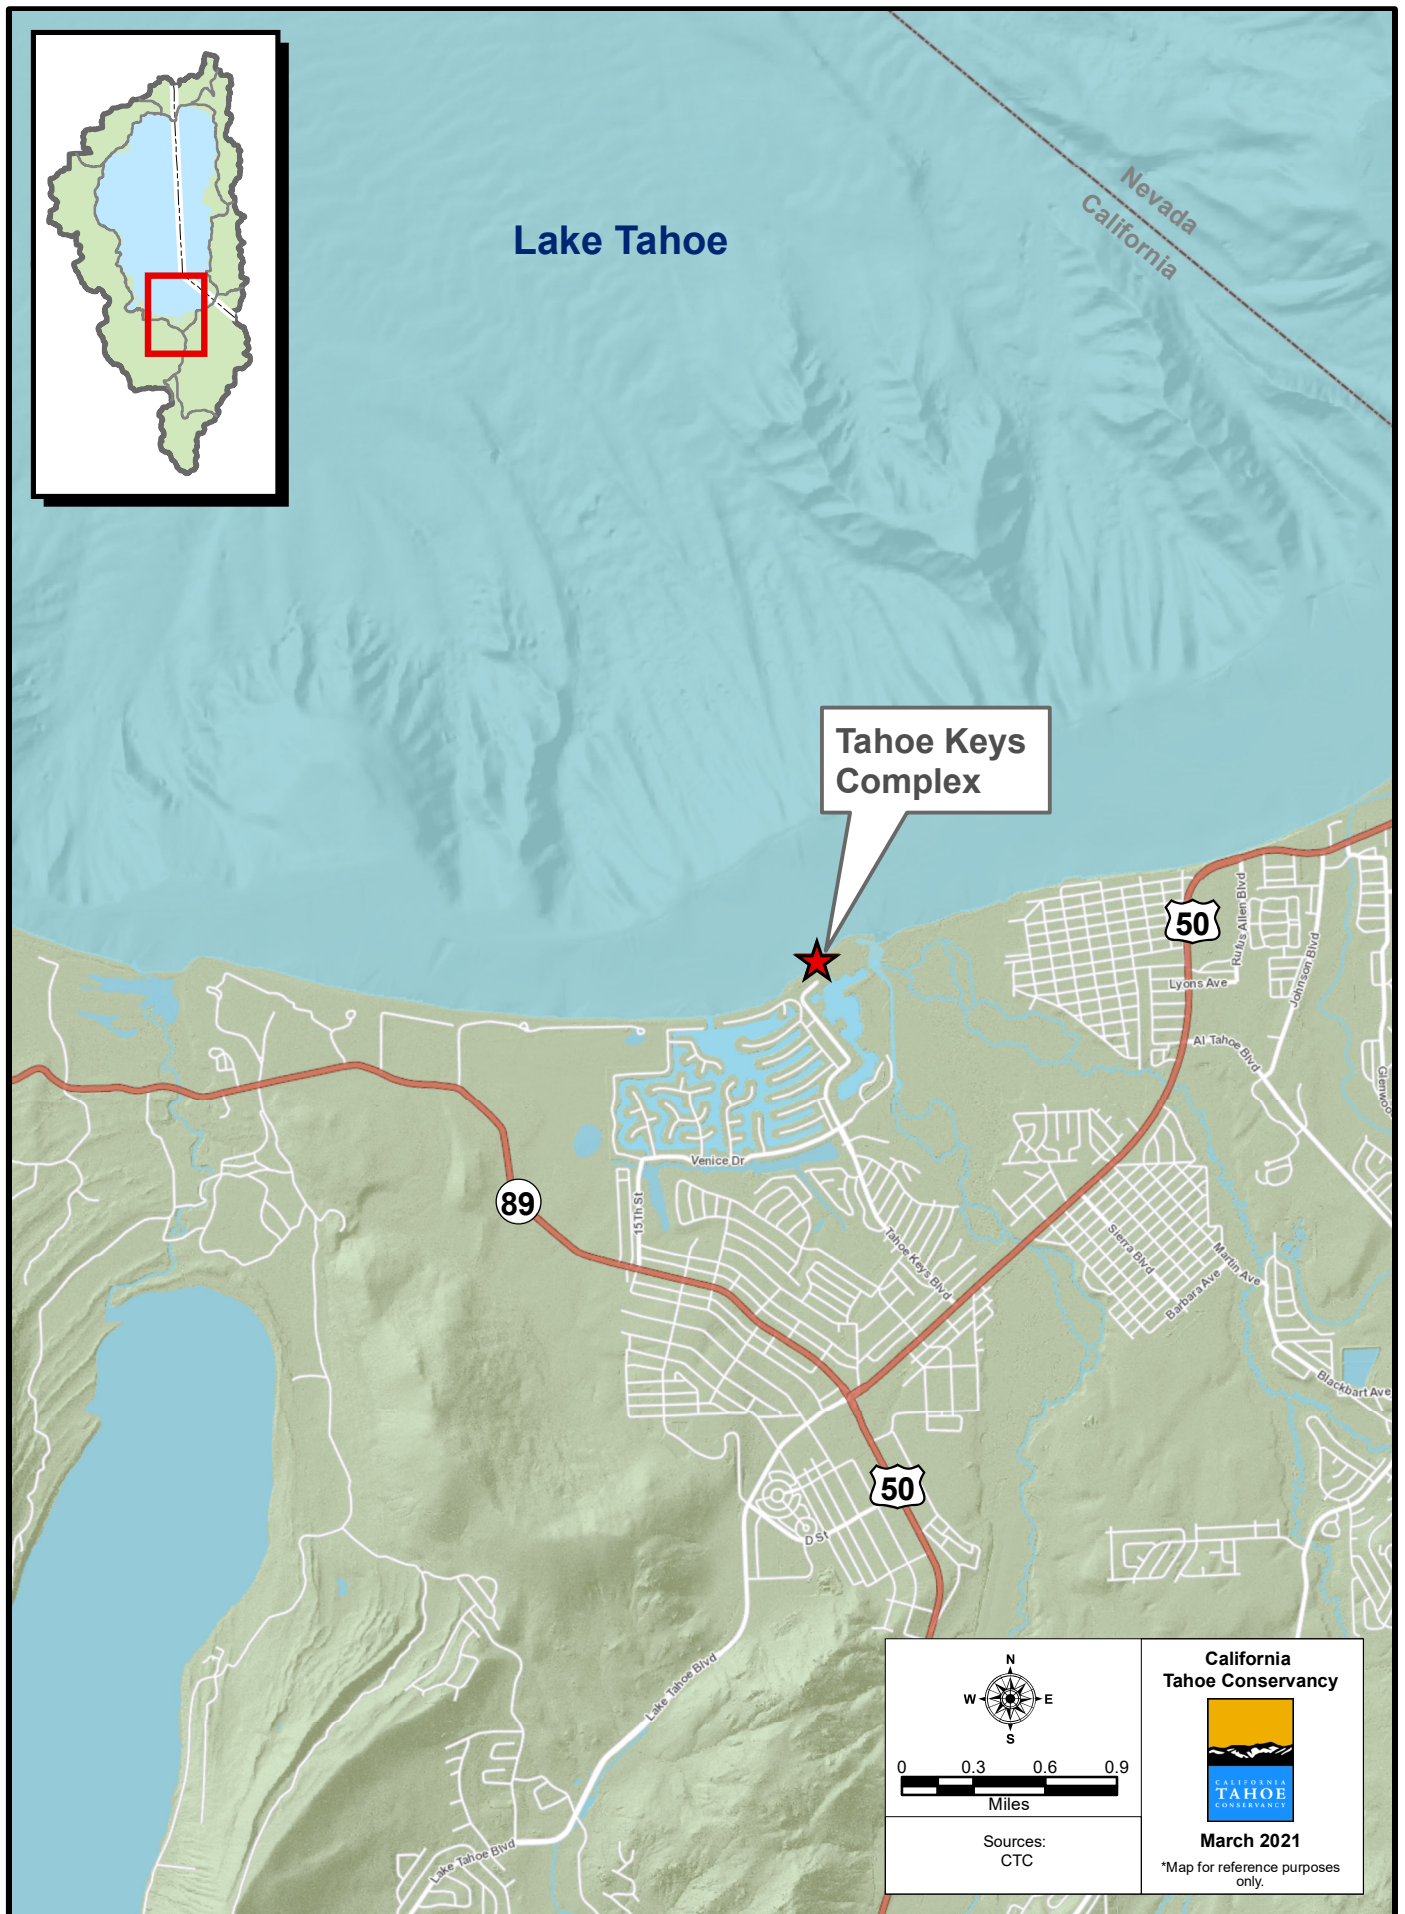 Nevada
California
Lake Tahoe
Tahoe Keys
Complex
50
Rufus Allen Blvd
Johnson Blvd
Lyons Ave
Al Tahoe Blvd
Glenwoo
Venice Dr
89
15Th St
Tahoe Keys Blvd
Sierra Blvd
Martin Ave
Barbara Ave
Blackbart Ave
50
D St
Lake Tahoe Blvd
Lake Tahoe Blvd
N
W
E
S
0
0.3
0.6
0.9
Miles
Sources:
CTC
California
Tahoe Conservancy
CALIFORNIA
TAHOE
CONSERVANCY
March 2021
*Map for reference purposes
only.